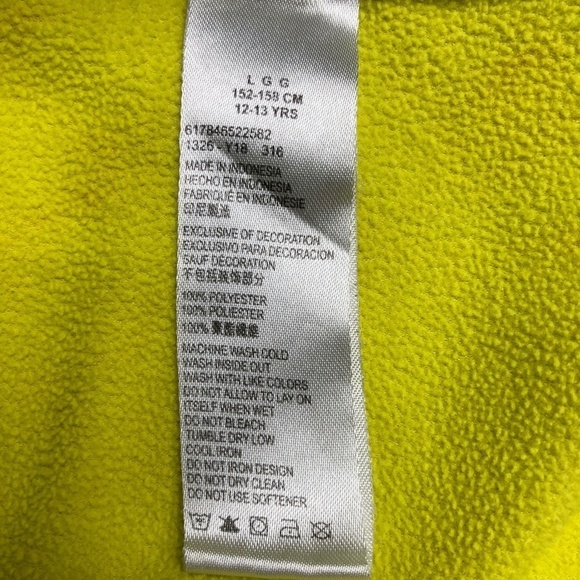 L G G
152-158 CM
12-13 YRS
617846522582
1326 - Y18 316
MADE IN INDONESIA
HECHO EN INDONESIA
FABRIQUÉ EN INDONESIE
印尼製造
EXCLUSIVE OF DECORATION
EXCLUSIVO PARA DECORACION
SAUF DÉCORATION
不包括装饰部分
100% POLYESTER
100% POLIESTER
100% 聚酯纖維
MACHINE WASH COLD
WASH INSIDE OUT
WASH WITH LIKE COLORS
DO NOT ALLOW TO LAY ON
ITSELF WHEN WET
DO NOT BLEACH
TUMBLE DRY LOW
COOL IRON
DO NOT IRON DESIGN
DO NOT DRY CLEAN
DO NOT USE SOFTENER